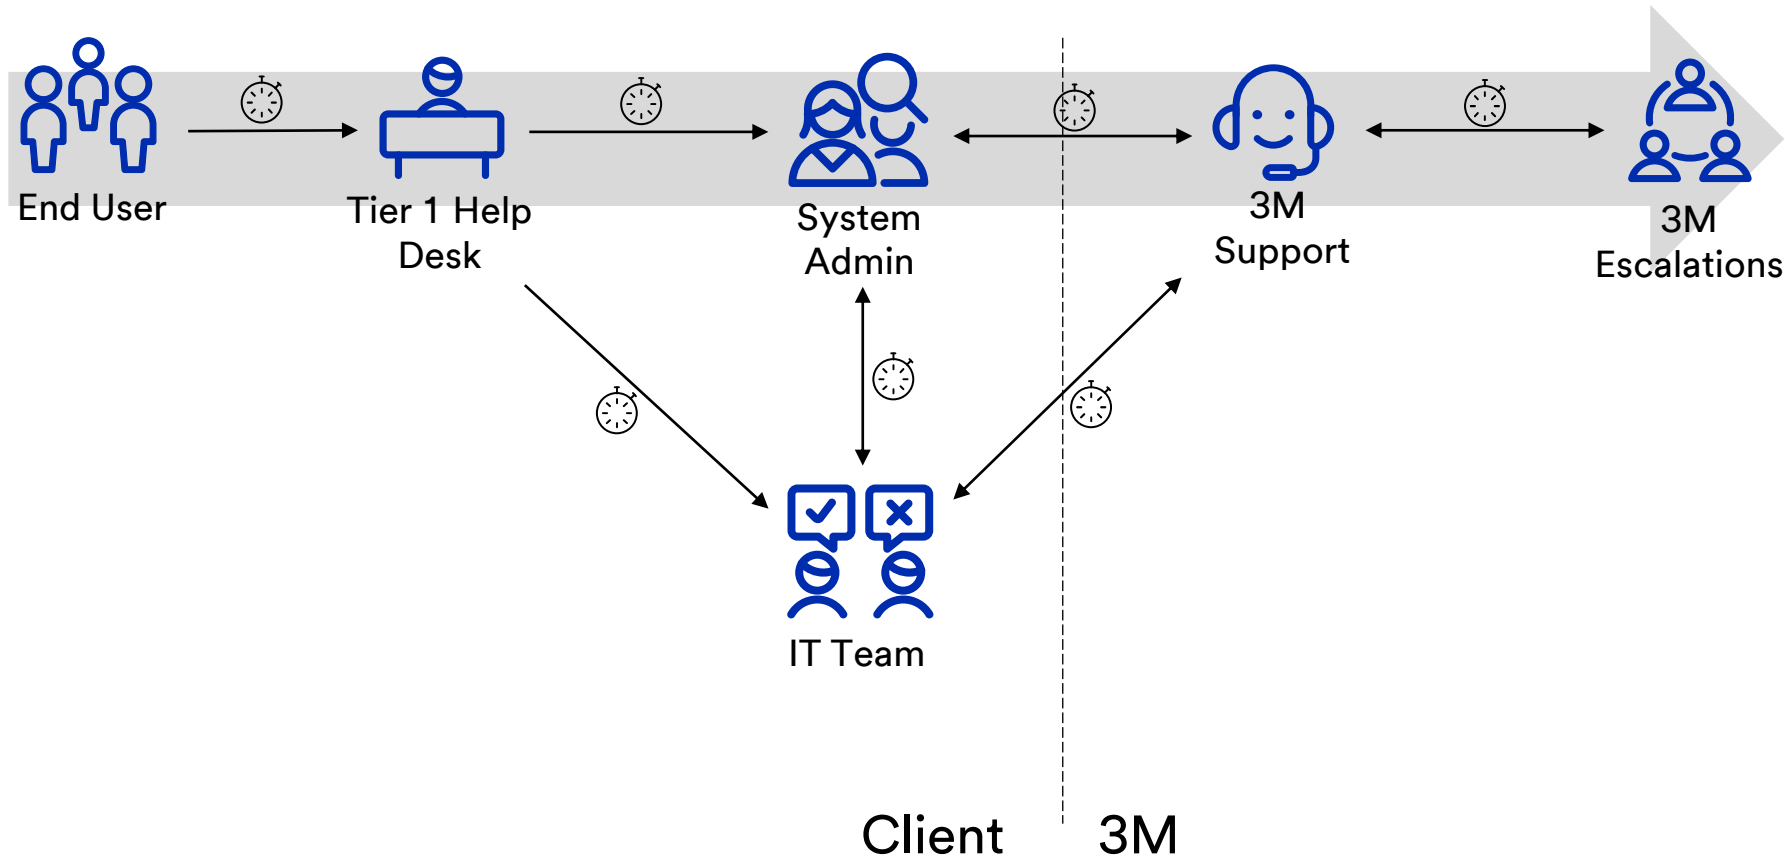 End User
Tier 1 Help
Desk
System
Admin
3M
Support
3M
Escalations
IT Team
Client
3M